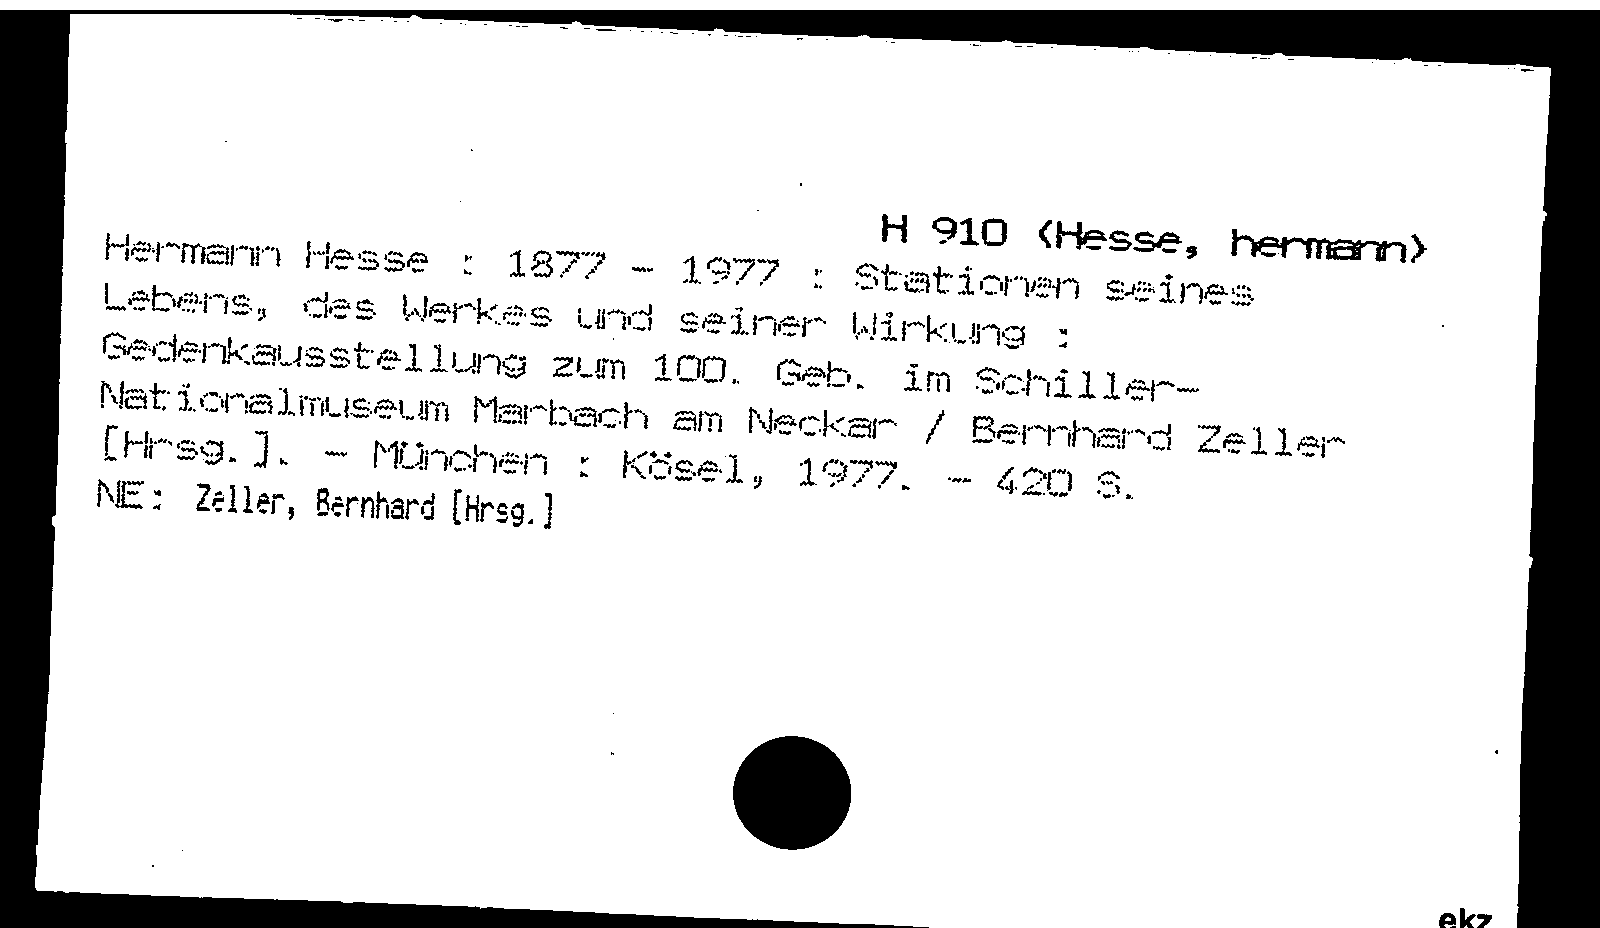 H 910 (Hesse, hermann)
Hermann Hesse : 1877 - 1977 : Stationen seines
Lebens, des Werkes und seiner Wirkung :
Gedenkausstellung zum 100. Geb. im Schiller-
Nationalmuseum Marbach am Neckar / Bernhard Zeller
[Hrsg.]. - München : Kösel, 1977. - 420 S.
NE: Zeller, Bernhard [Hrsg.]
ekz